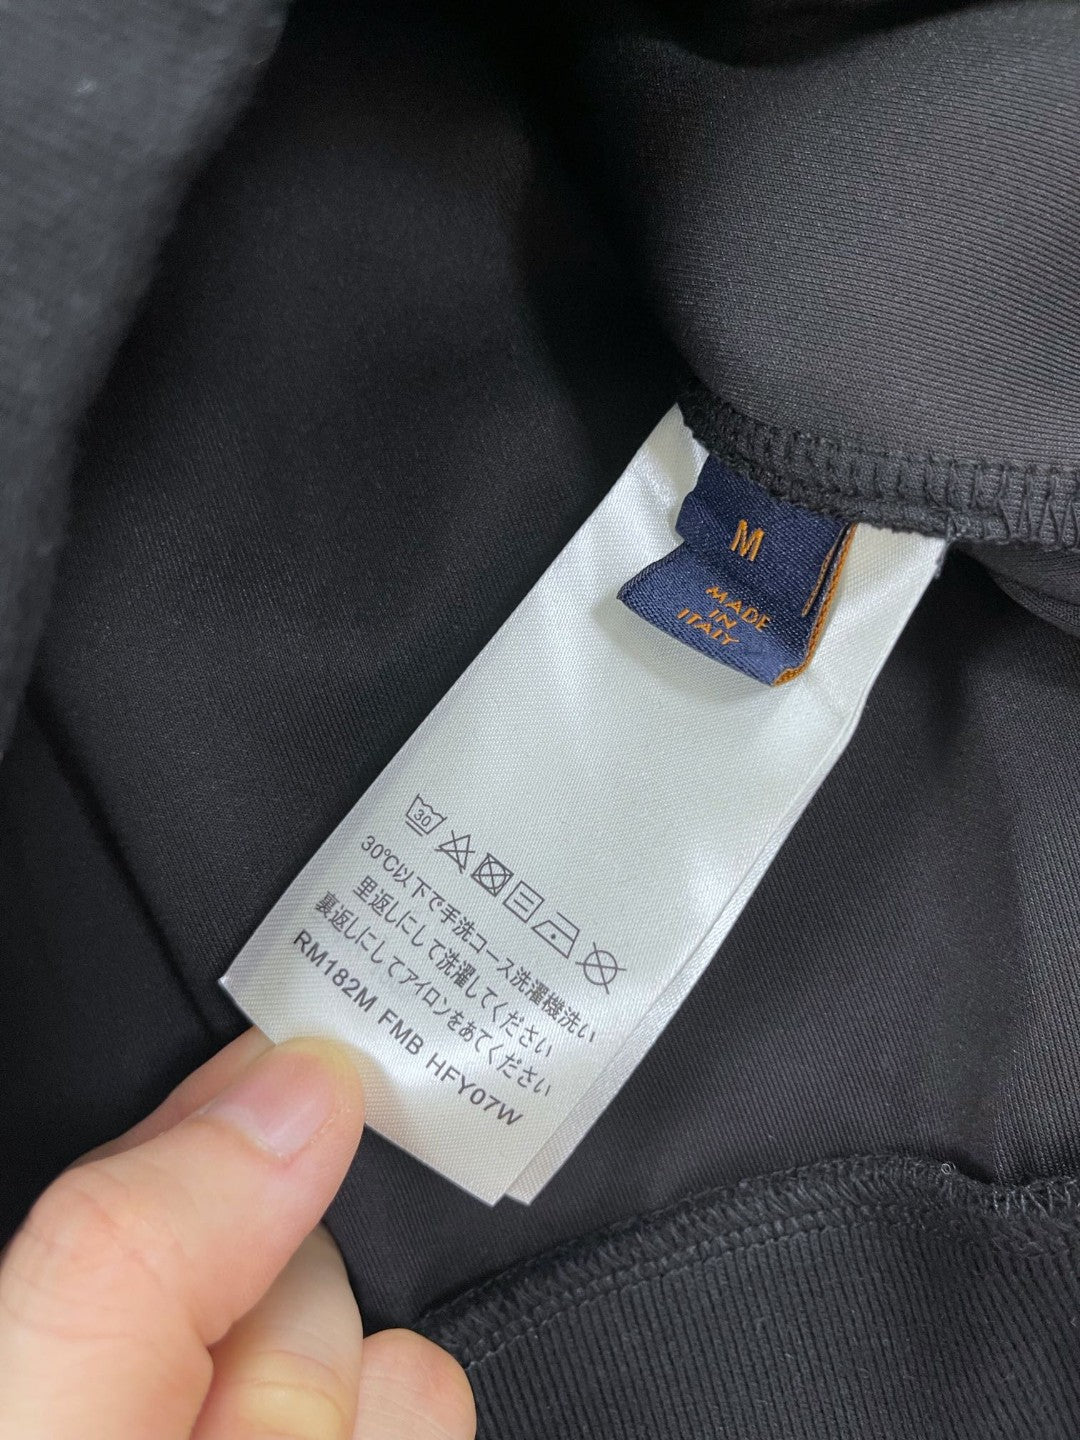 M
MADE
IN
ITALY
30
30℃以下で手洗コース洗濯機洗い
里返しにして洗濯してください
裏返しにしてアイロンをあてください
RM182M FMB HFY07W